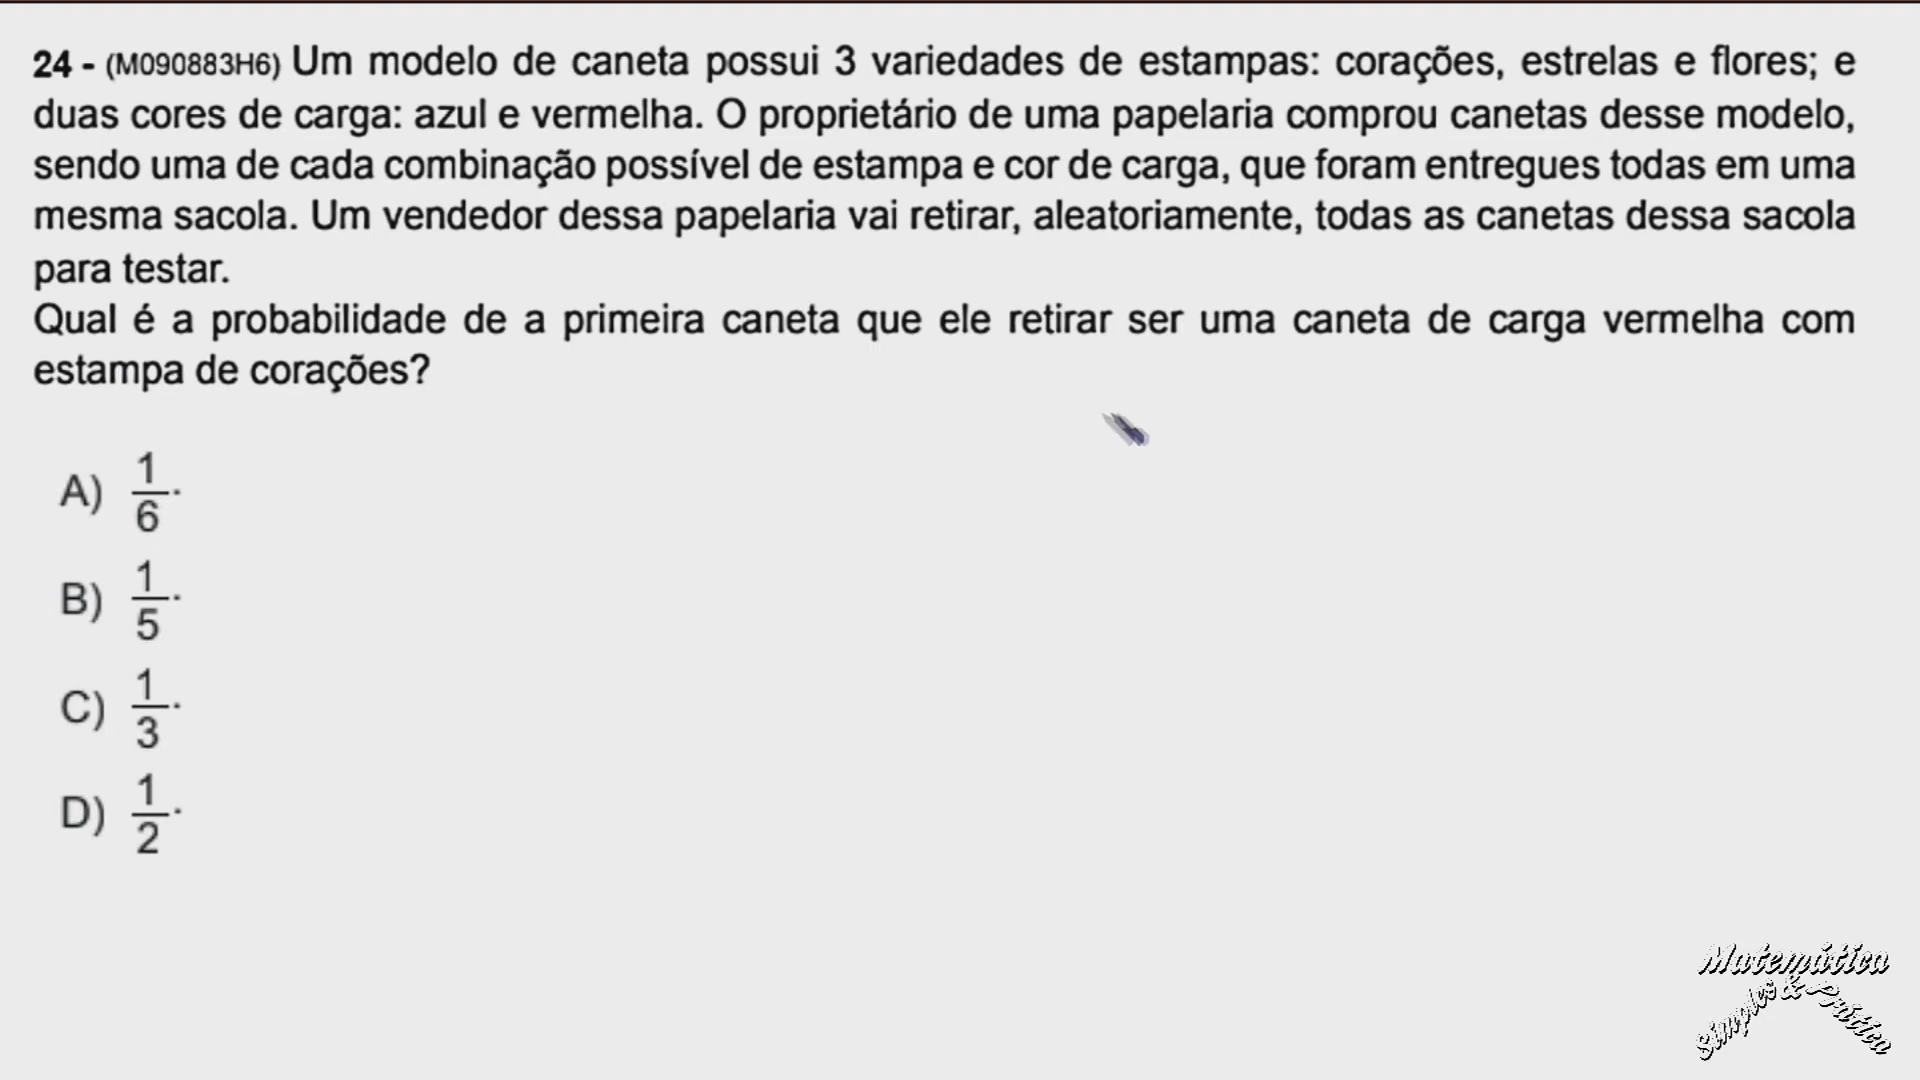 24 - (M090883H6) Um modelo de caneta possui 3 variedades de estampas: corações, estrelas e flores; e
duas cores de carga: azul e vermelha. O proprietário de uma papelaria comprou canetas desse modelo,
sendo uma de cada combinação possível de estampa e cor de carga, que foram entregues todas em uma
mesma sacola. Um vendedor dessa papelaria vai retirar, aleatoriamente, todas as canetas dessa sacola
para testar.
Qual é a probabilidade de a primeira caneta que ele retirar ser uma caneta de carga vermelha com
estampa de corações?
A) 1/6.
B) 1/5.
C) 1/3.
D) 1/2.
Matemática
Simples & Prática